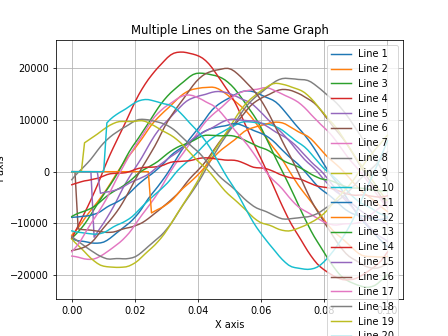 Multiple Lines on the Same Graph
20000
10000
0
−10000
−20000
0.00
0.02
0.04
0.06
X axis
Line 1
Line 2
Line 3
Line 4
Line 5
Line 6
Line 7
Line 8
Line 9
Line 10
Line 11
Line 12
Line 13
Line 14
Line 15
Line 16
Line 17
Line 18
Line 19
Line 20